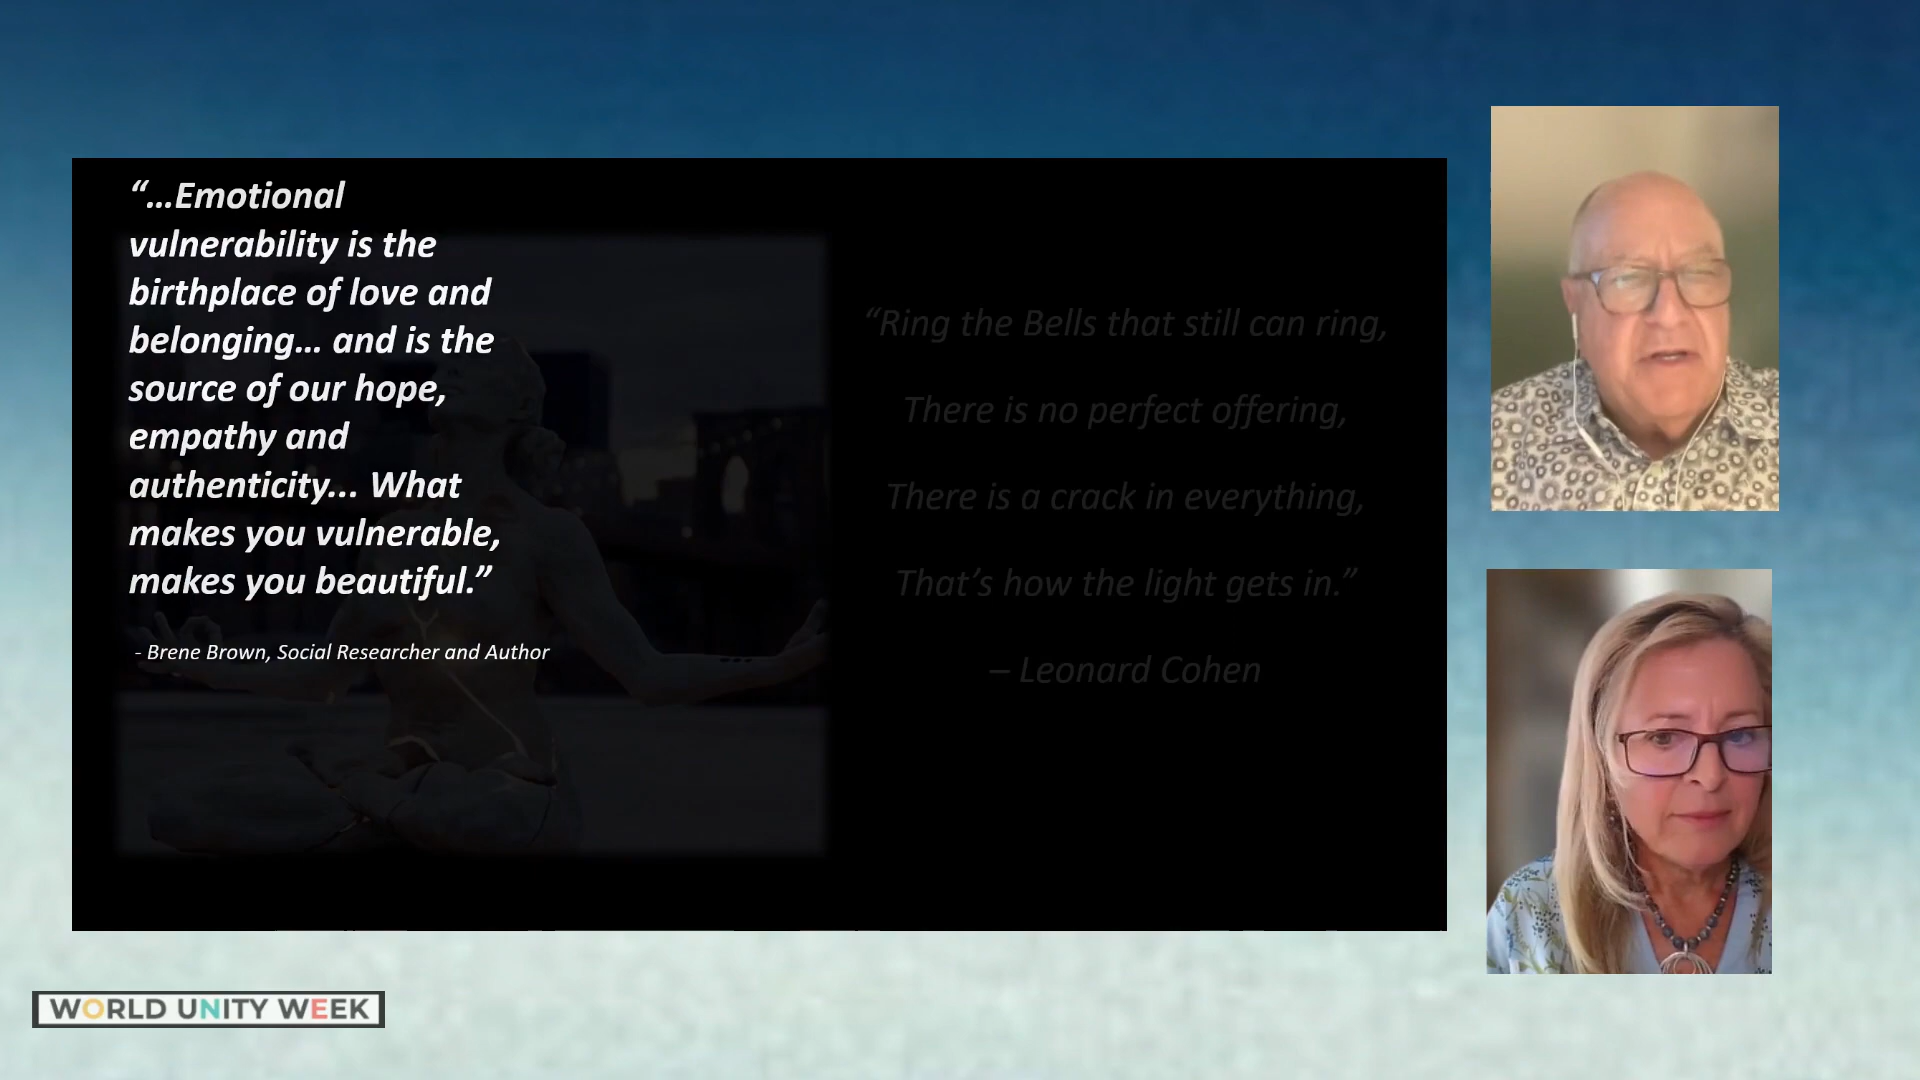 “...Emotional
vulnerability is the
birthplace of love and
belonging... and is the
source of our hope,
empathy and
authenticity... What
makes you vulnerable,
makes you beautiful.”
- Brene Brown, Social Researcher and Author
“Ring the Bells that still can ring,
There is no perfect offering,
There is a crack in everything,
That’s how the light gets in.”
– Leonard Cohen
WORLD UNITY WEEK